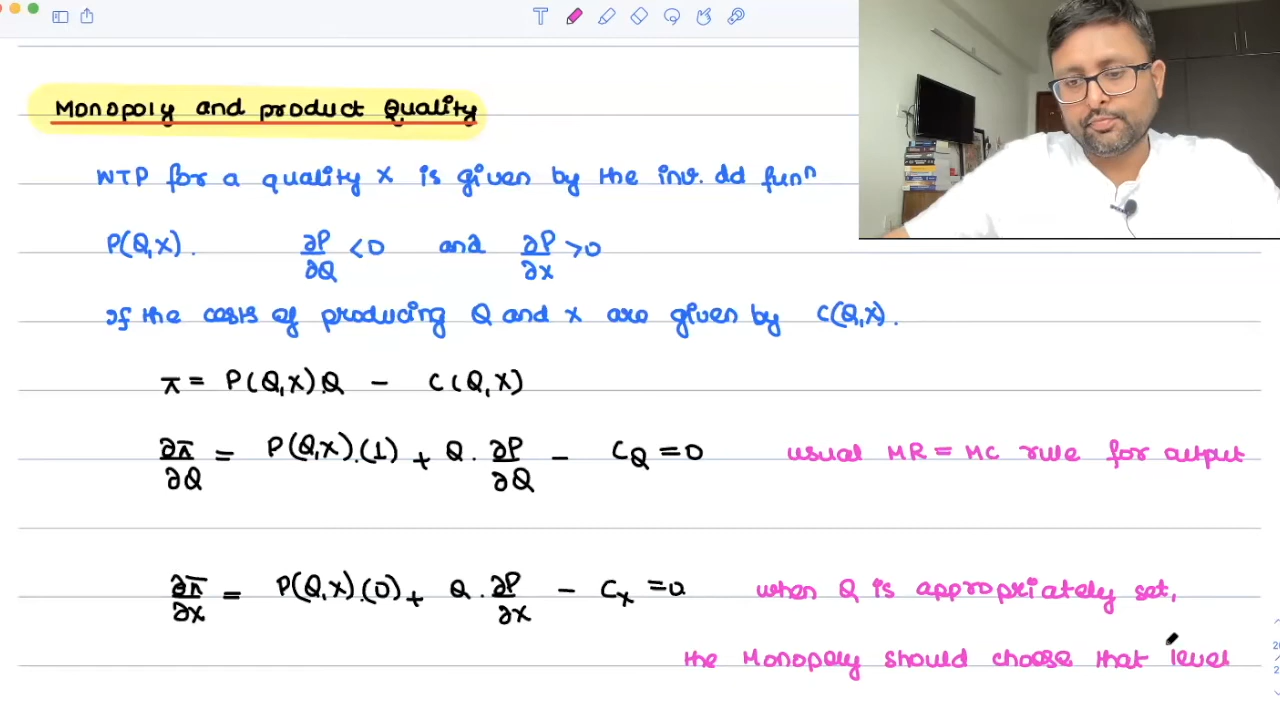 Monopoly and product Quality
WTP for a quality X is given by the inv. dd funⁿ
P(Q,X). ∂P/∂Q <0 and ∂P/∂x >0
If the costs of producing Q and X are given by C(Q,X).
π = P(Q,X).Q - C(Q,X)
∂π/∂Q = P(Q,X).(1) + Q. ∂P/∂Q - C_Q = 0 usual MR = MC rule for output
∂π/∂x = P(Q,X).(0) + Q. ∂P/∂x - C_x = 0 when Q is appropriately set,
the Monopoly should choose that level